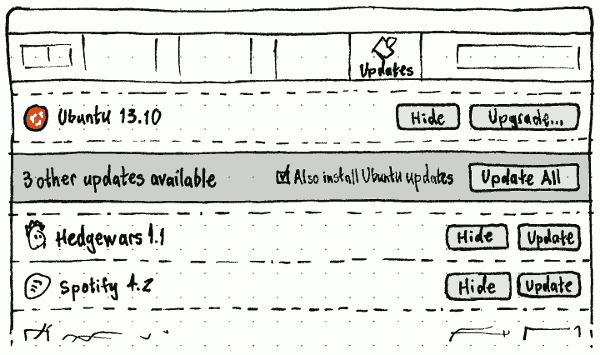 Updates
Ubuntu 13.10 Hide Upgrade...
3 other updates available Also install Ubuntu updates Update All
Hedgewars 1.1 Hide Update
Spotify 4.2 Hide Update